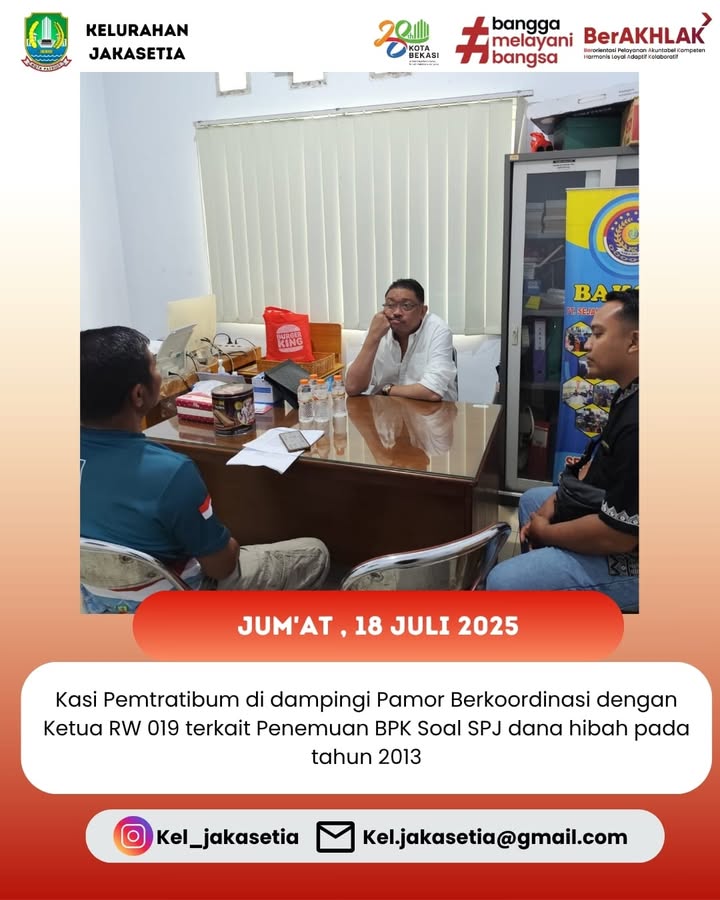 KELURAHAN
JAKASETIA
28
KOTA
BEKASI
#bangga
melayani
bangsa
BerAKHLAK
Berorientasi Pelayanan Akuntabel Kompeten
Harmonis Loyal Adaptif Kolaboratif
BURGER
KING
JUM'AT , 18 JULI 2025
Kasi Pemtratibum di dampingi Pamor Berkoordinasi dengan
Ketua RW 019 terkait Penemuan BPK Soal SPJ dana hibah pada
tahun 2013
Kel_jakasetia
Kel.jakasetia@gmail.com